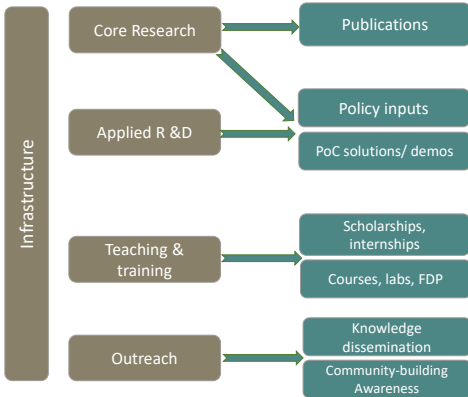 Infrastructure
Core Research
Publications
Applied R &D
Policy inputs
PoC solutions/ demos
Teaching &
training
Scholarships,
internships
Courses, labs, FDP
Outreach
Knowledge
dissemination
Community-building
Awareness